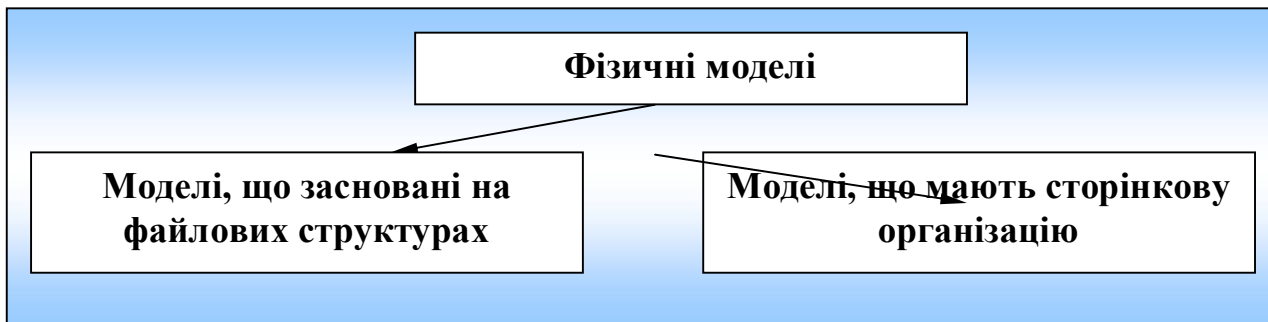 Фізичні моделі
Моделі, що засновані на
файлових структурах
Моделі, що мають сторінкову
організацію